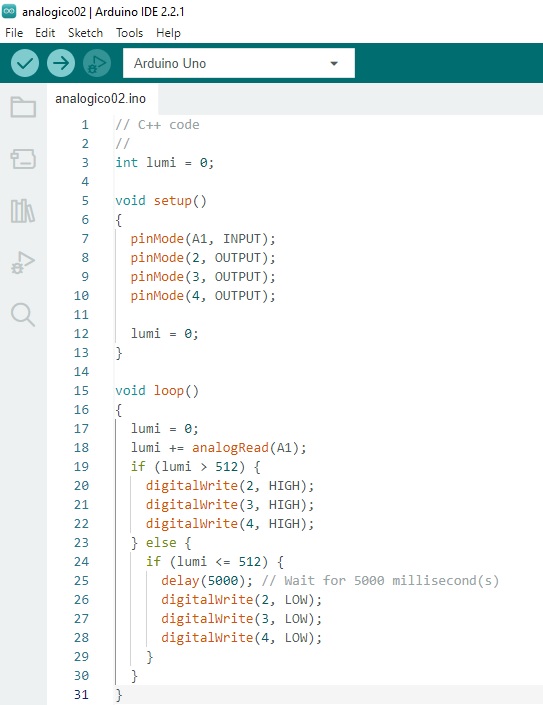 analogico02 | Arduino IDE 2.2.1
File Edit Sketch Tools Help
Arduino Uno
analogico02.ino
1 // C++ code
2 //
3 int lumi = 0;
4
5 void setup()
6 {
7   pinMode(A1, INPUT);
8   pinMode(2, OUTPUT);
9   pinMode(3, OUTPUT);
10   pinMode(4, OUTPUT);
11
12   lumi = 0;
13 }
14
15 void loop()
16 {
17   lumi = 0;
18   lumi += analogRead(A1);
19   if (lumi > 512) {
20     digitalWrite(2, HIGH);
21     digitalWrite(3, HIGH);
22     digitalWrite(4, HIGH);
23   } else {
24     if (lumi <= 512) {
25       delay(5000); // Wait for 5000 millisecond(s)
26       digitalWrite(2, LOW);
27       digitalWrite(3, LOW);
28       digitalWrite(4, LOW);
29     }
30   }
31 }